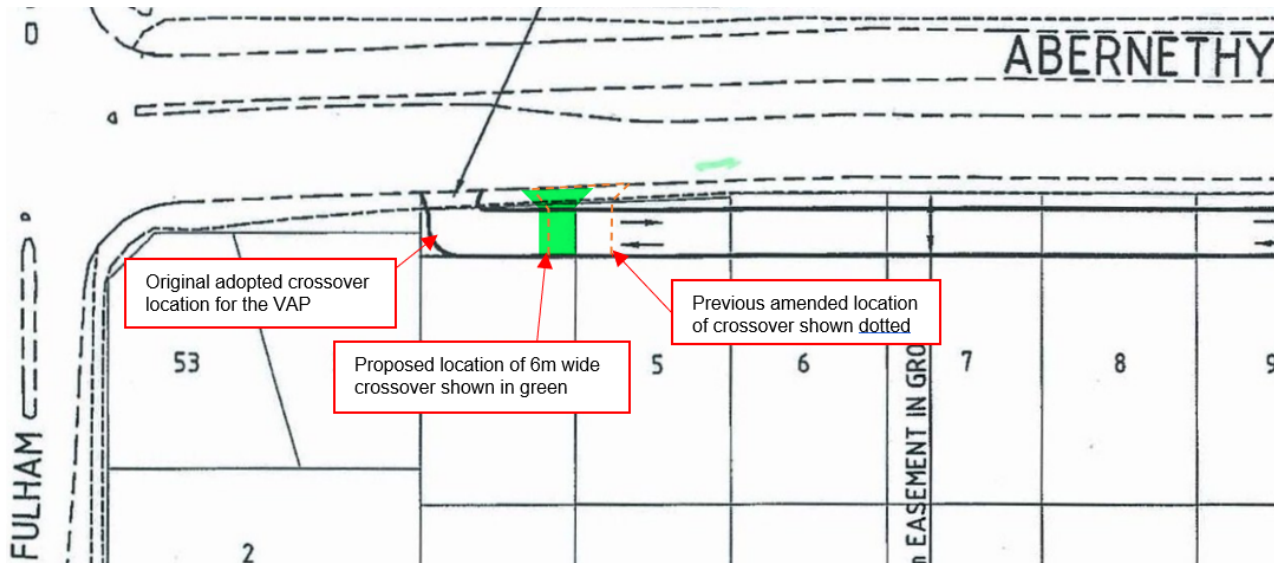 ABERNETHY
Original adopted crossover
location for the VAP
Previous amended location
of crossover shown dotted
Proposed location of 6m wide
crossover shown in green
53
5
6
7
8
9
2
FULHAM
EASEMENT IN GRO